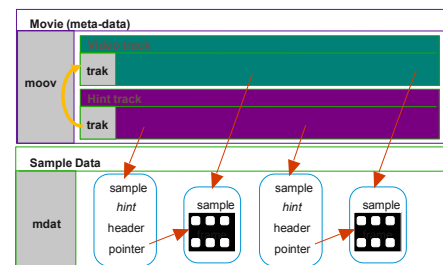 Movie (meta-data)
Video track
moov
trak
Hint track
trak
Sample Data
mdat
sample
hint
header
pointer
sample
sample
hint
header
pointer
sample